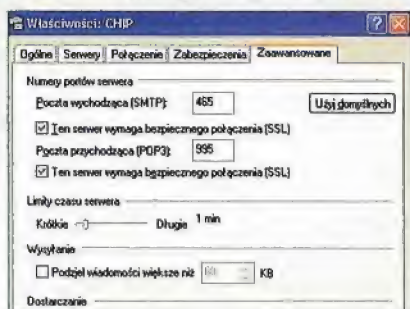 Właściwości: CHIP
Ogólne Serwery Połączenie Zabezpieczenia Zaawansowane
Numery portów serwera
Poczta wychodząca (SMTP): 465 Użyj domyślnych
Ten serwer wymaga bezpiecznego połączenia (SSL)
Poczta przychodząca (POP3): 995
Ten serwer wymaga bezpiecznego połączenia (SSL)
Limity czasu serwera
Krótkie Długie 1 min
Wysyłanie
Podziel wiadomości większe niż 60 KB
Dostarczanie